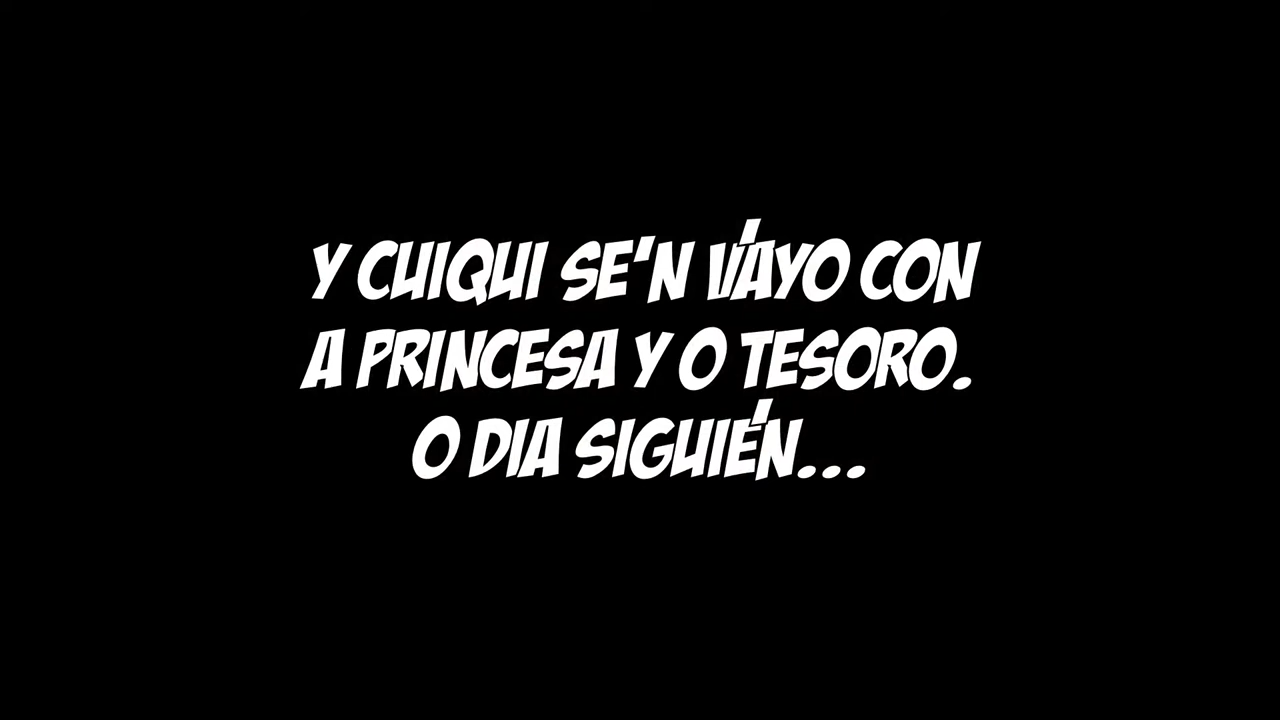 Y CUIQUI SE'N VÁYO CON
A PRINCESA Y O TESORO.
O DIA SIGUIÉN...